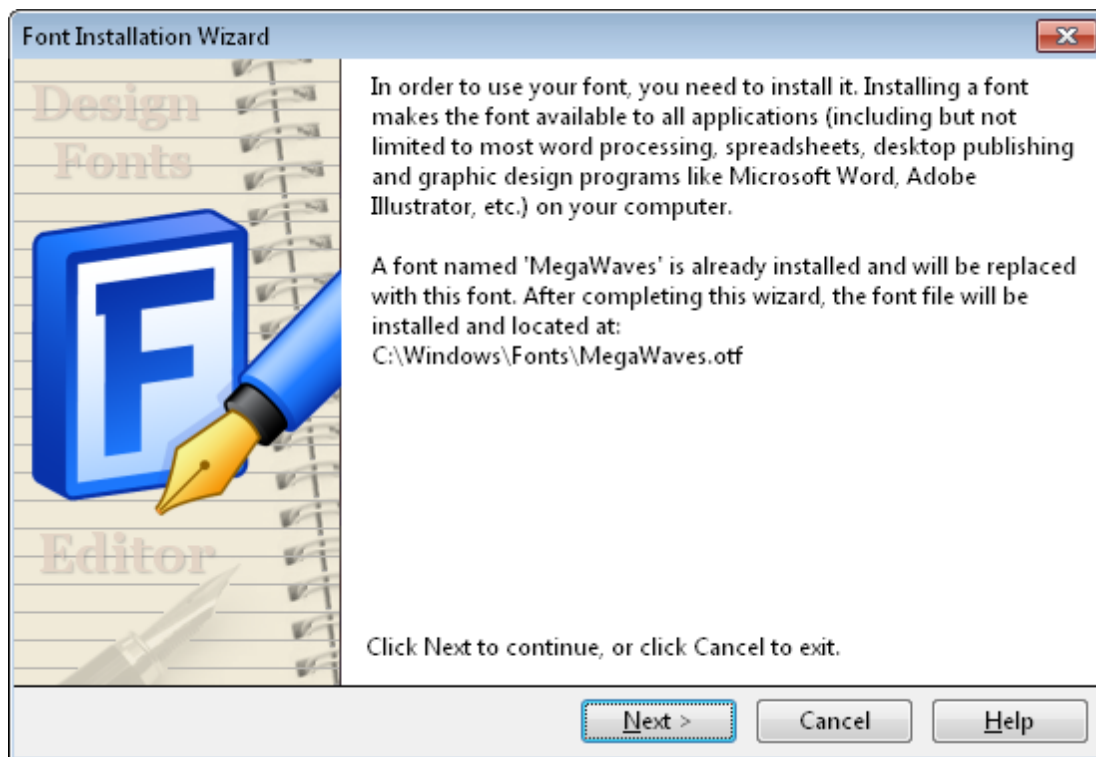 Font Installation Wizard
Design
Fonts
F
Editor
In order to use your font, you need to install it. Installing a font
makes the font available to all applications (including but not
limited to most word processing, spreadsheets, desktop publishing
and graphic design programs like Microsoft Word, Adobe
Illustrator, etc.) on your computer.
A font named 'MegaWaves' is already installed and will be replaced
with this font. After completing this wizard, the font file will be
installed and located at:
C:\Windows\Fonts\MegaWaves.otf
Click Next to continue, or click Cancel to exit.
Next > Cancel Help